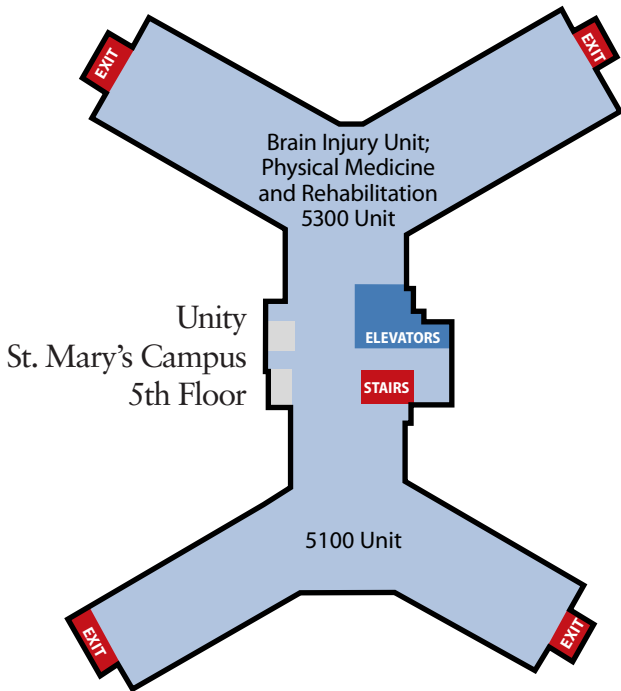 EXIT
EXIT
Brain Injury Unit;
Physical Medicine
and Rehabilitation
5300 Unit
Unity
St. Mary's Campus
5th Floor
ELEVATORS
STAIRS
5100 Unit
EXIT
EXIT